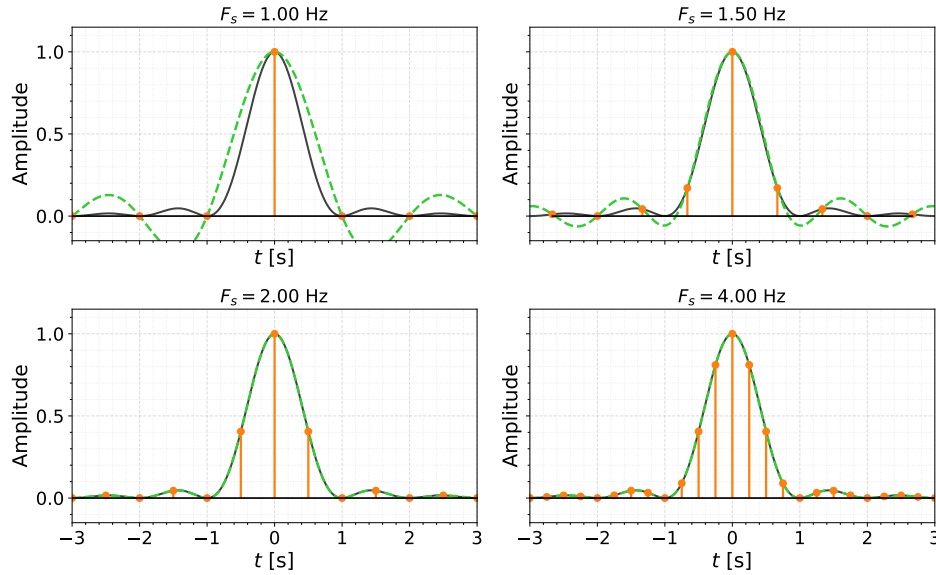 F_s = 1.00 Hz
F_s = 1.50 Hz
1.0
0.5
0.0
Amplitude
Amplitude
t [s]
t [s]
F_s = 2.00 Hz
F_s = 4.00 Hz
1.0
0.5
0.0
Amplitude
Amplitude
−3 −2 −1 0 1 2 3
−3 −2 −1 0 1 2 3
t [s]
t [s]